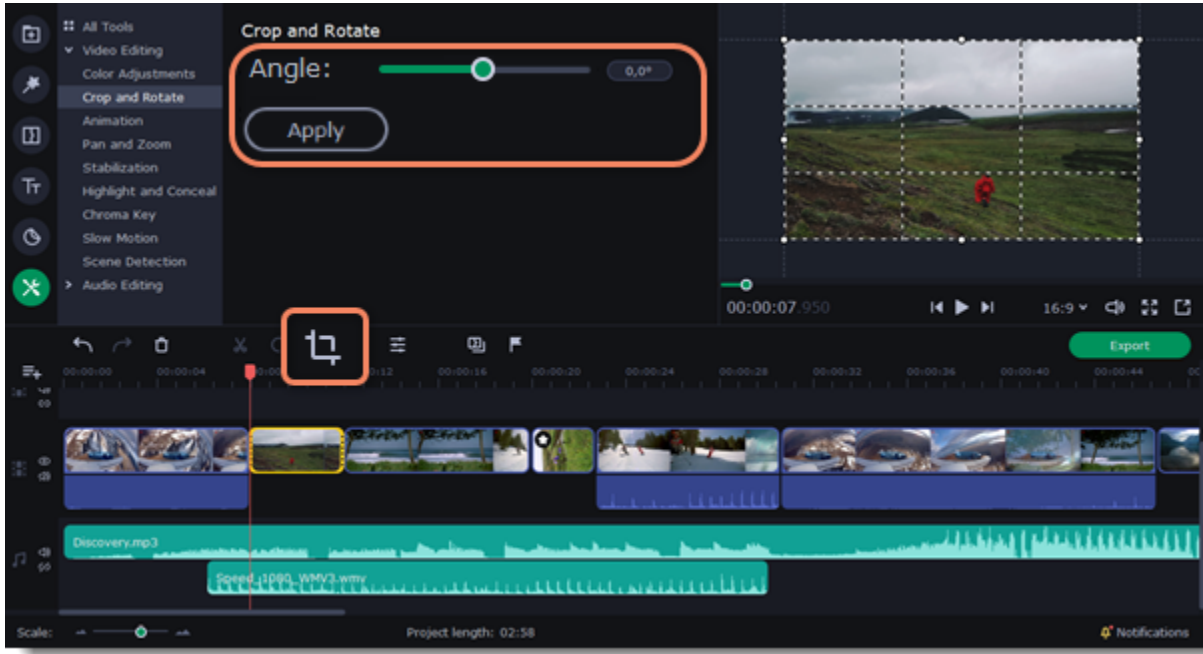 All Tools
Video Editing
Color Adjustments
Crop and Rotate
Animation
Pan and Zoom
Stabilization
Highlight and Conceal
Chroma Key
Slow Motion
Scene Detection
Audio Editing
Crop and Rotate
Angle:
0,0°
Apply
00:00:07.950
16:9
Export
00:00:00 00:00:04 00:00:16 00:00:20 00:00:24 00:00:28 00:00:32 00:00:36 00:00:40 00:00:44
Discovery.mp3
Speed_1080_WMV3.wmv
Scale:
Project length: 02:58
Notifications